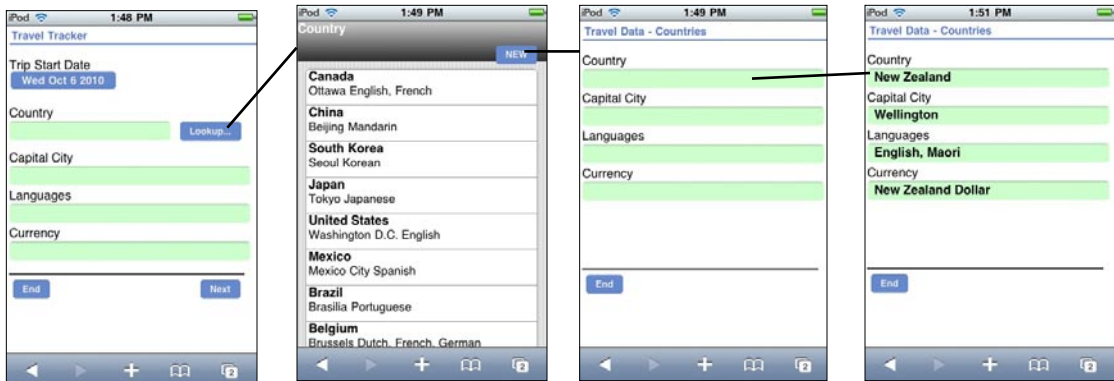 iPod 1:48 PM
Travel Tracker
Trip Start Date
Wed Oct 6 2010
Country
Lookup...
Capital City
Languages
Currency
End Next
2
iPod 1:49 PM
Country
NEW
Canada
Ottawa English, French
China
Beijing Mandarin
South Korea
Seoul Korean
Japan
Tokyo Japanese
United States
Washington D.C. English
Mexico
Mexico City Spanish
Brazil
Brasilia Portuguese
Belgium
Brussels Dutch, French, German
2
iPod 1:49 PM
Travel Data - Countries
Country
Capital City
Languages
Currency
End
2
iPod 1:51 PM
Travel Data - Countries
Country
New Zealand
Capital City
Wellington
Languages
English, Maori
Currency
New Zealand Dollar
End
2